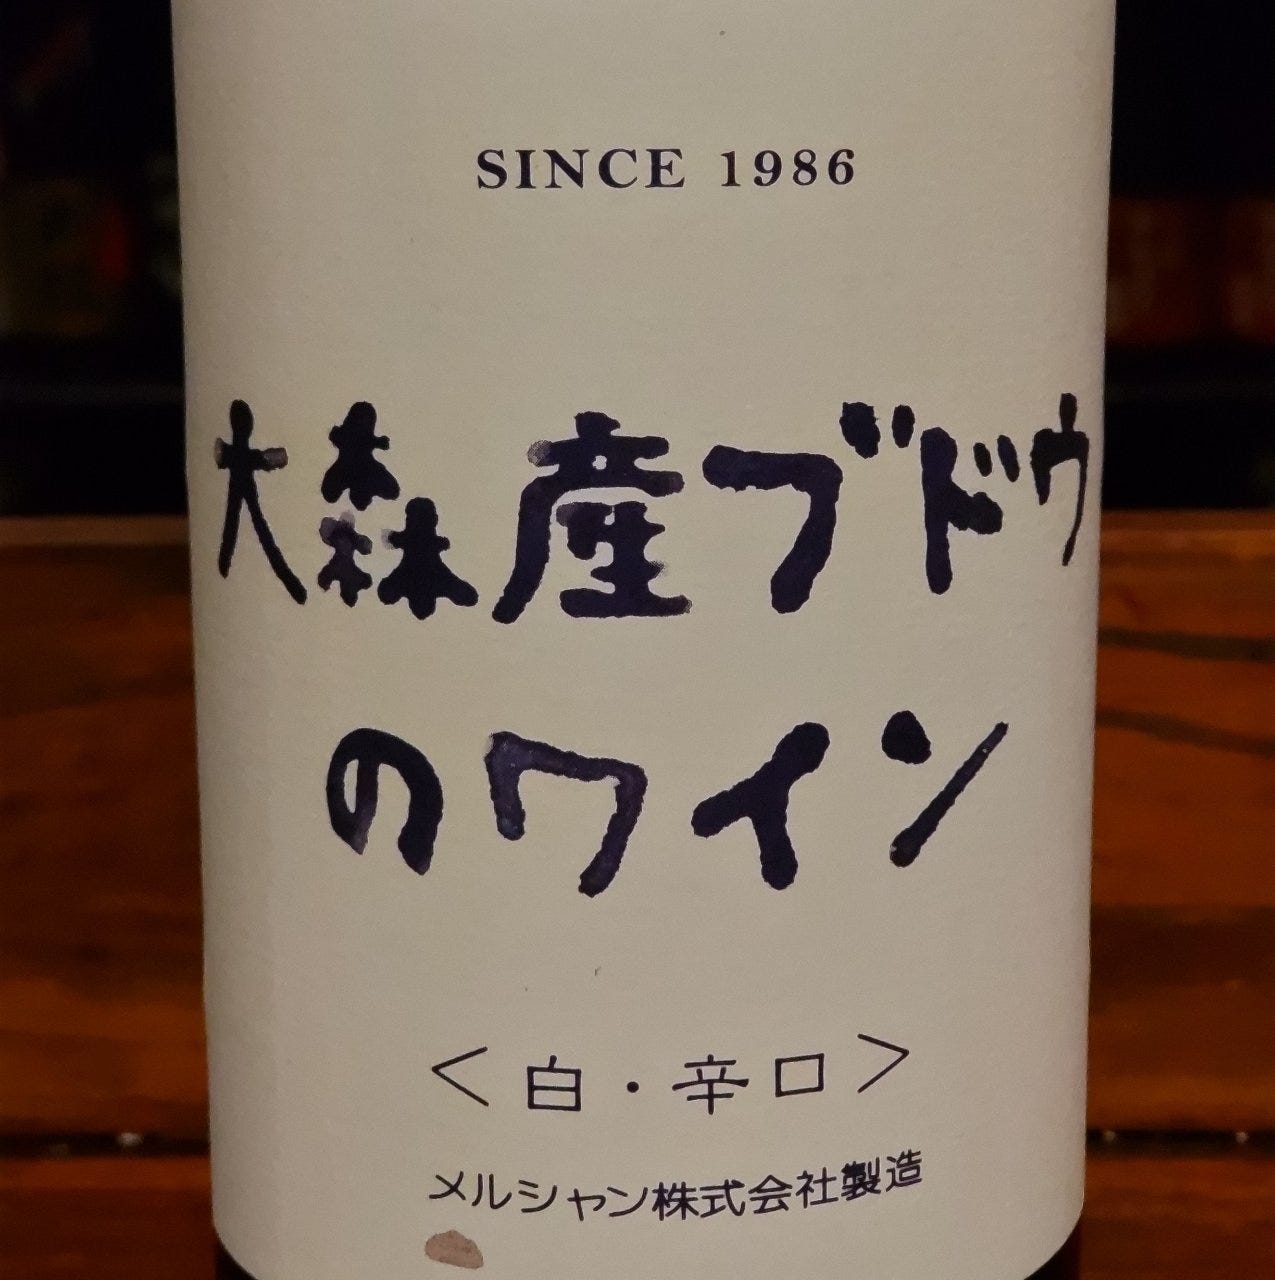 SINCE 1986
大森産ブドウ
のワイン
＜白・辛口＞
メルシャン株式会社製造